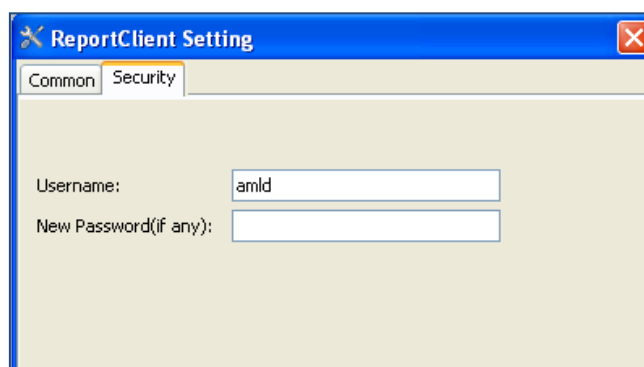 ReportClient Setting
Common Security
Username: amld
New Password(if any):